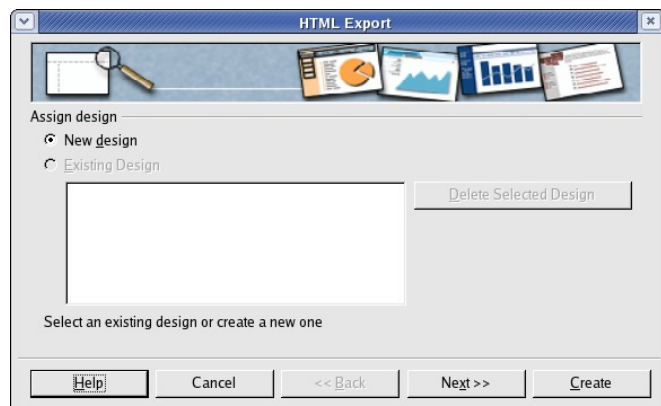 HTML Export
Assign design
New design
Existing Design
Delete Selected Design
Select an existing design or create a new one
Help
Cancel
<< Back
Next >>
Create